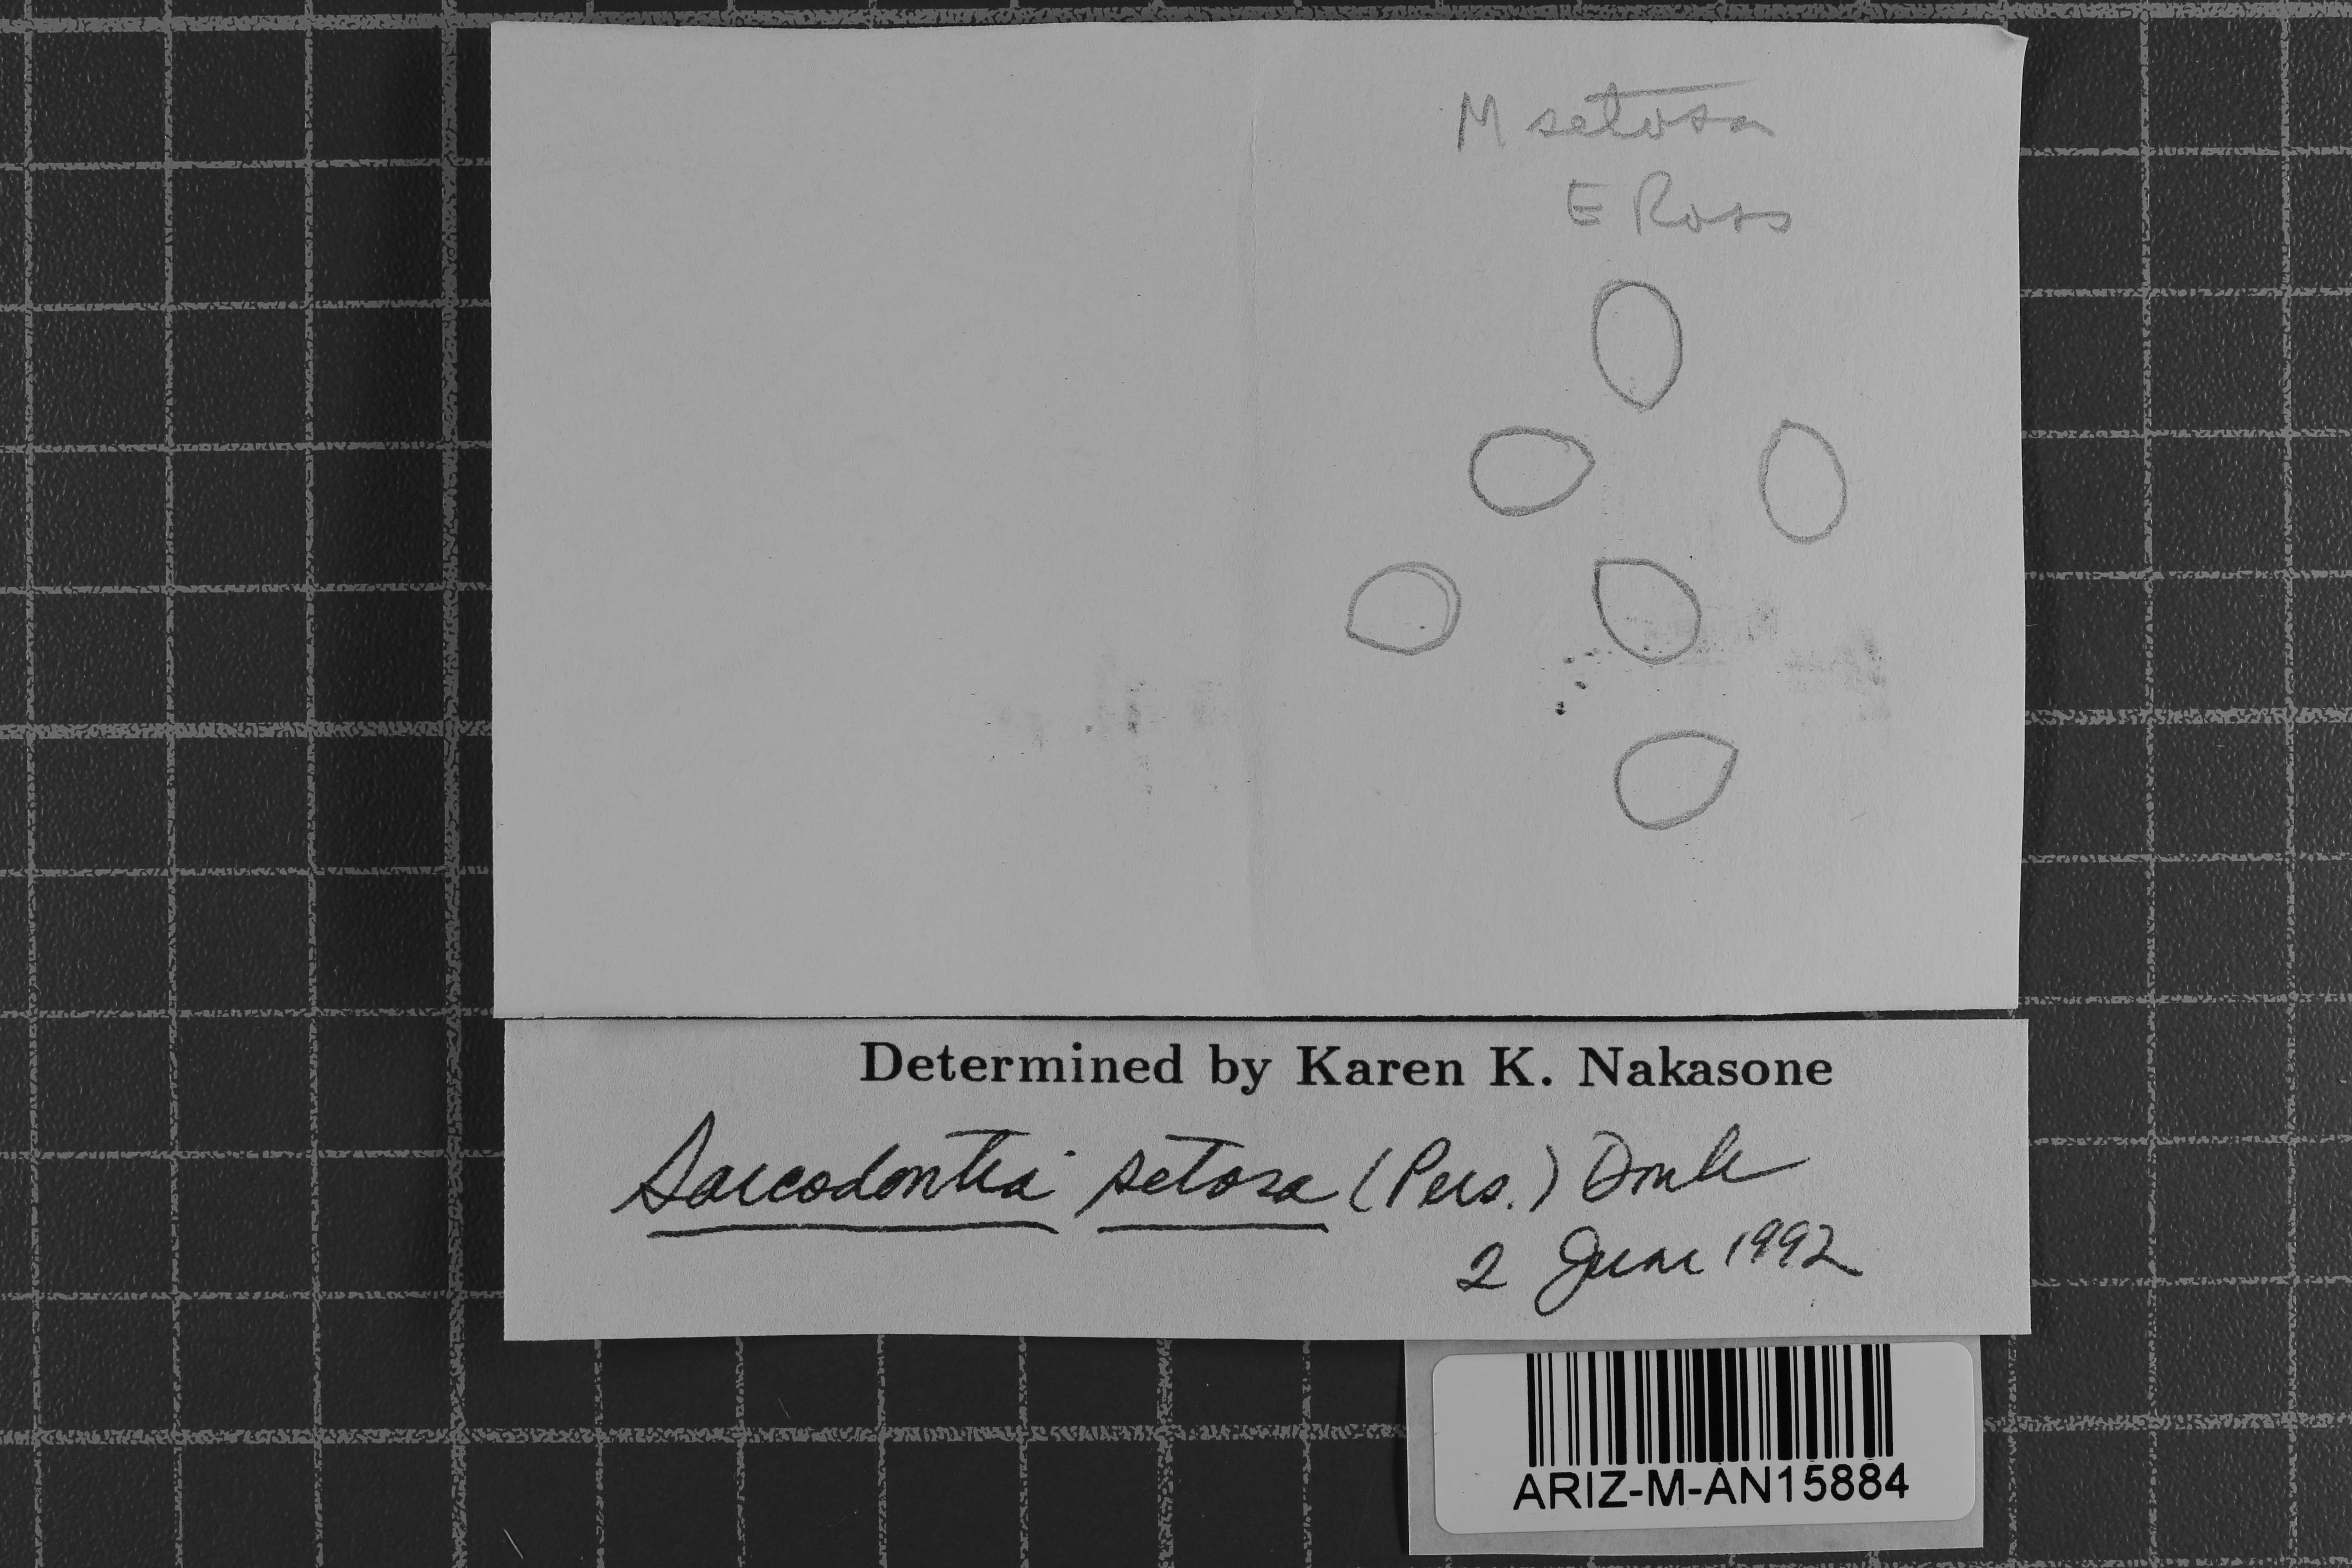 M setosa
E Ross
Determined by Karen K. Nakasone
Sarcodontia setosa (Pers.) Donk
2 June 1992
ARIZ-M-AN15884